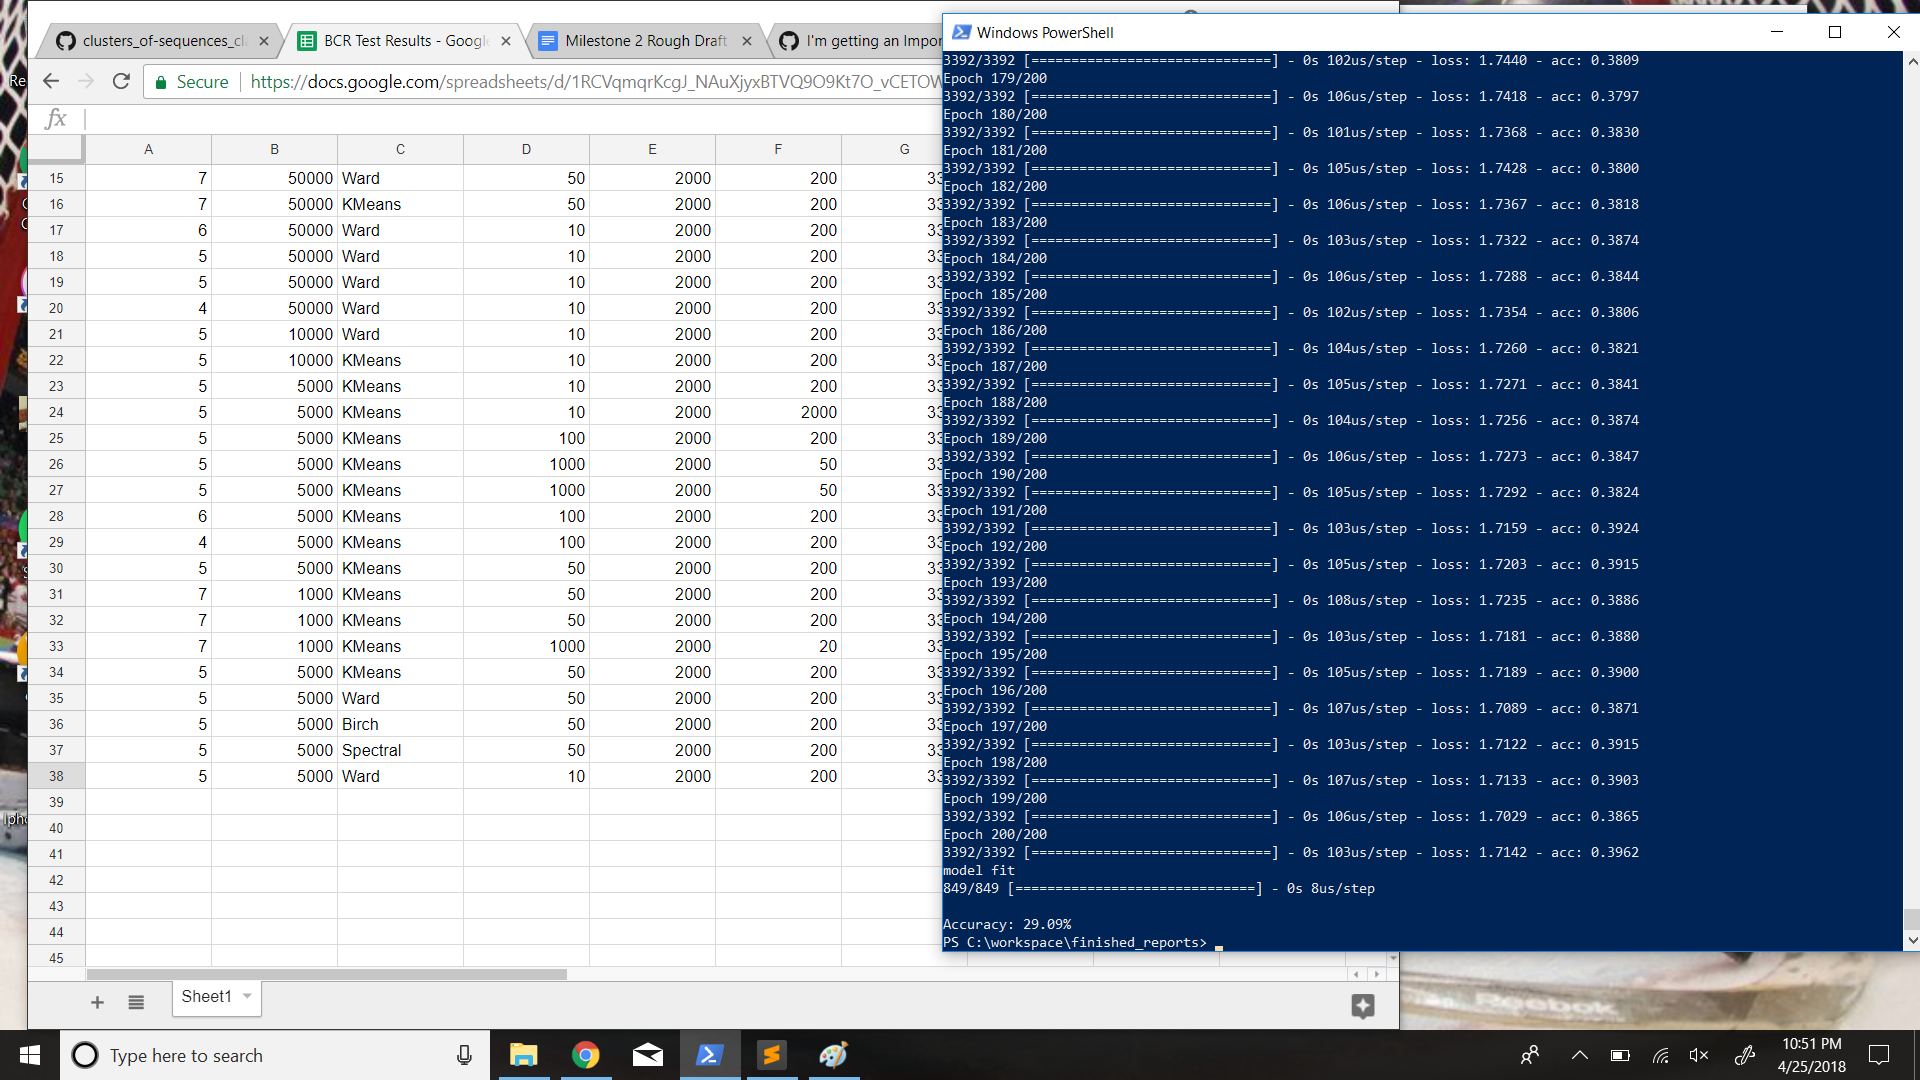 clusters_of-sequences_cl
BCR Test Results - Google
Milestone 2 Rough Draft
I'm getting an Impor
Secure
https://docs.google.com/spreadsheets/d/1RCVqmqrKcgJ_NAuXjyxBTVQ9O9Kt7O_vCETOW
fx
A B C D E F G
15 7 50000 Ward 50 2000 200 33
16 7 50000 KMeans 50 2000 200 33
17 6 50000 Ward 10 2000 200 33
18 5 50000 Ward 10 2000 200 33
19 5 50000 Ward 10 2000 200 33
20 4 50000 Ward 10 2000 200 33
21 5 10000 Ward 10 2000 200 33
22 5 10000 KMeans 10 2000 200 33
23 5 5000 KMeans 10 2000 200 33
24 5 5000 KMeans 10 2000 2000 33
25 5 5000 KMeans 100 2000 200 33
26 5 5000 KMeans 1000 2000 50 33
27 5 5000 KMeans 1000 2000 50 33
28 6 5000 KMeans 100 2000 200 33
29 4 5000 KMeans 100 2000 200 33
30 5 5000 KMeans 50 2000 200 33
31 7 1000 KMeans 50 2000 200 33
32 7 1000 KMeans 50 2000 200 33
33 7 1000 KMeans 1000 2000 20 33
34 5 5000 KMeans 50 2000 200 33
35 5 5000 Ward 50 2000 200 33
36 5 5000 Birch 50 2000 200 33
37 5 5000 Spectral 50 2000 200 33
38 5 5000 Ward 10 2000 200 33
39
40
41
42
43
44
45
Sheet1
Windows PowerShell
3392/3392 [==============================] - 0s 102us/step - loss: 1.7440 - acc: 0.3809
Epoch 179/200
3392/3392 [==============================] - 0s 106us/step - loss: 1.7418 - acc: 0.3797
Epoch 180/200
3392/3392 [==============================] - 0s 101us/step - loss: 1.7368 - acc: 0.3830
Epoch 181/200
3392/3392 [==============================] - 0s 105us/step - loss: 1.7428 - acc: 0.3800
Epoch 182/200
3392/3392 [==============================] - 0s 106us/step - loss: 1.7367 - acc: 0.3818
Epoch 183/200
3392/3392 [==============================] - 0s 103us/step - loss: 1.7322 - acc: 0.3874
Epoch 184/200
3392/3392 [==============================] - 0s 106us/step - loss: 1.7288 - acc: 0.3844
Epoch 185/200
3392/3392 [==============================] - 0s 102us/step - loss: 1.7354 - acc: 0.3806
Epoch 186/200
3392/3392 [==============================] - 0s 104us/step - loss: 1.7260 - acc: 0.3821
Epoch 187/200
3392/3392 [==============================] - 0s 105us/step - loss: 1.7271 - acc: 0.3841
Epoch 188/200
3392/3392 [==============================] - 0s 104us/step - loss: 1.7256 - acc: 0.3874
Epoch 189/200
3392/3392 [==============================] - 0s 106us/step - loss: 1.7273 - acc: 0.3847
Epoch 190/200
3392/3392 [==============================] - 0s 105us/step - loss: 1.7292 - acc: 0.3824
Epoch 191/200
3392/3392 [==============================] - 0s 103us/step - loss: 1.7159 - acc: 0.3924
Epoch 192/200
3392/3392 [==============================] - 0s 105us/step - loss: 1.7203 - acc: 0.3915
Epoch 193/200
3392/3392 [==============================] - 0s 108us/step - loss: 1.7235 - acc: 0.3886
Epoch 194/200
3392/3392 [==============================] - 0s 103us/step - loss: 1.7181 - acc: 0.3880
Epoch 195/200
3392/3392 [==============================] - 0s 105us/step - loss: 1.7189 - acc: 0.3900
Epoch 196/200
3392/3392 [==============================] - 0s 107us/step - loss: 1.7089 - acc: 0.3871
Epoch 197/200
3392/3392 [==============================] - 0s 103us/step - loss: 1.7122 - acc: 0.3915
Epoch 198/200
3392/3392 [==============================] - 0s 107us/step - loss: 1.7133 - acc: 0.3903
Epoch 199/200
3392/3392 [==============================] - 0s 106us/step - loss: 1.7029 - acc: 0.3865
Epoch 200/200
3392/3392 [==============================] - 0s 103us/step - loss: 1.7142 - acc: 0.3962
model fit
849/849 [==============================] - 0s 8us/step
Accuracy: 29.09%
PS C:\workspace\finished_reports>
Reebok
Type here to search
10:51 PM
4/25/2018